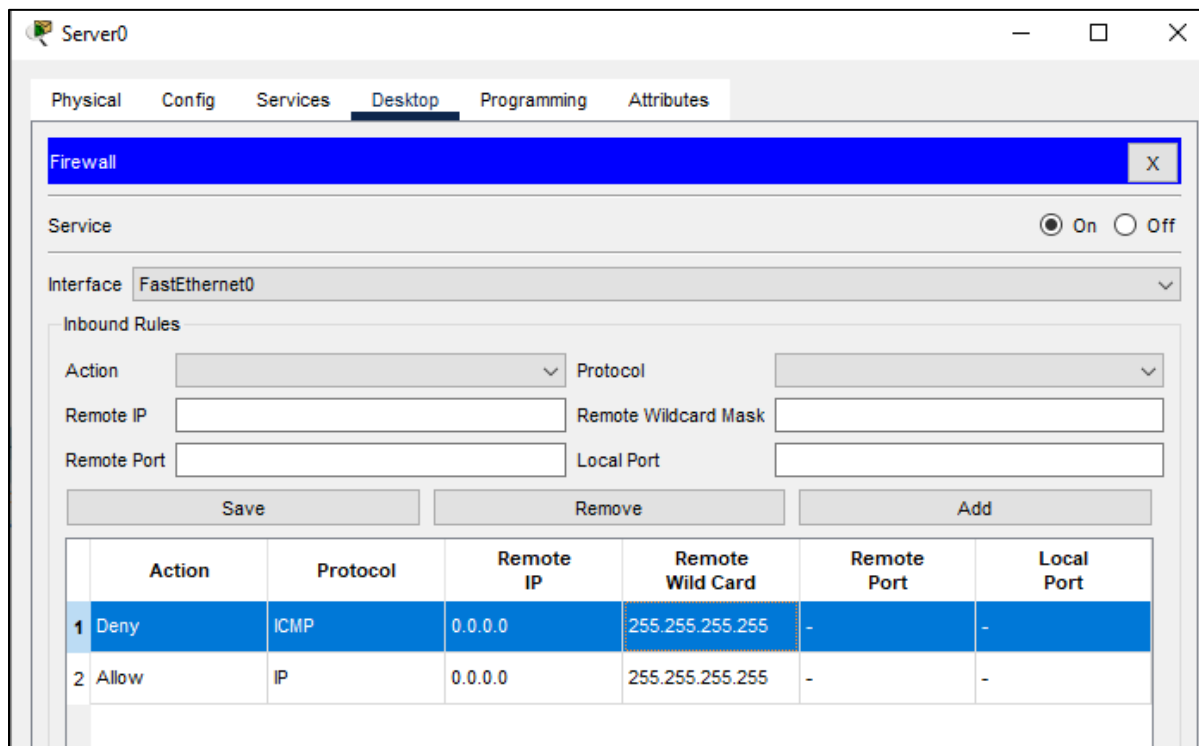 Server0
Physical Config Services Desktop Programming Attributes
Firewall X
Service On Off
Interface FastEthernet0
Inbound Rules
Action Protocol
Remote IP Remote Wildcard Mask
Remote Port Local Port
Save Remove Add
Action Protocol Remote IP Remote Wild Card Remote Port Local Port
1 Deny ICMP 0.0.0.0 255.255.255.255 - -
2 Allow IP 0.0.0.0 255.255.255.255 - -